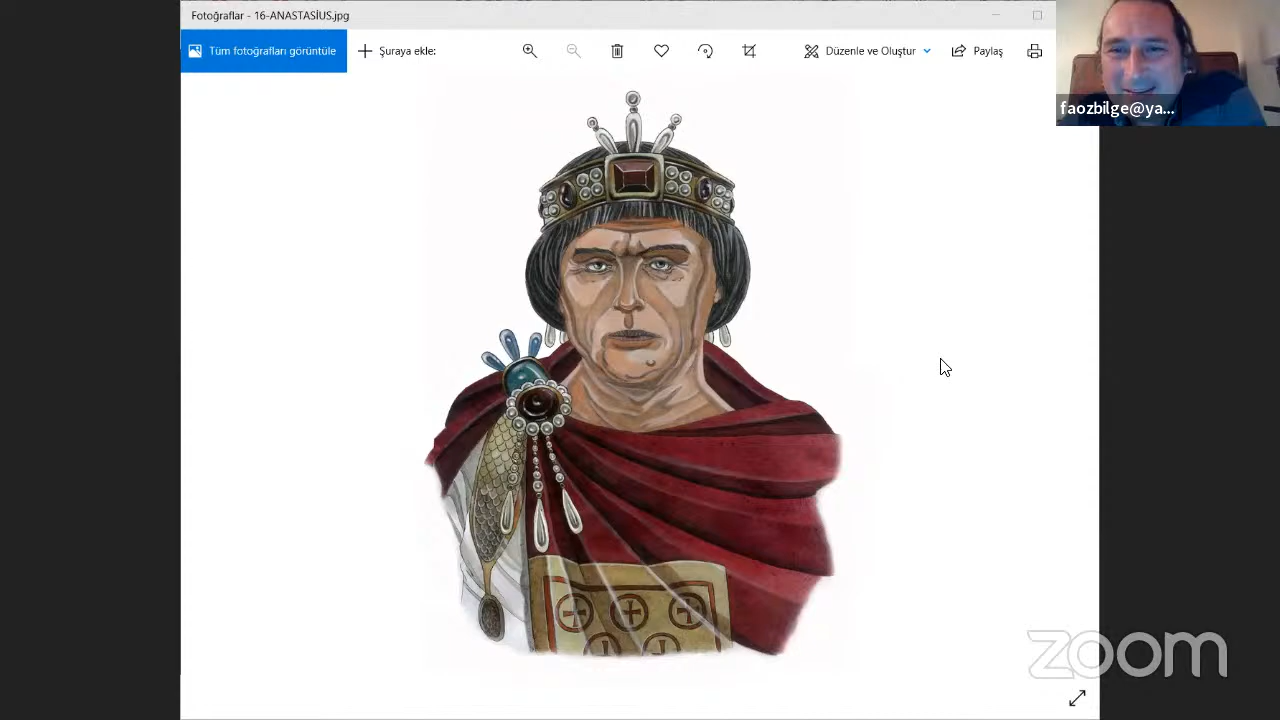 Fotoğraflar - 16-ANASTASİUS.jpg
Tüm fotoğrafları görüntüle
Şuraya ekle:
Düzenle ve Oluştur
Paylaş
faozbilge@ya...
zoom